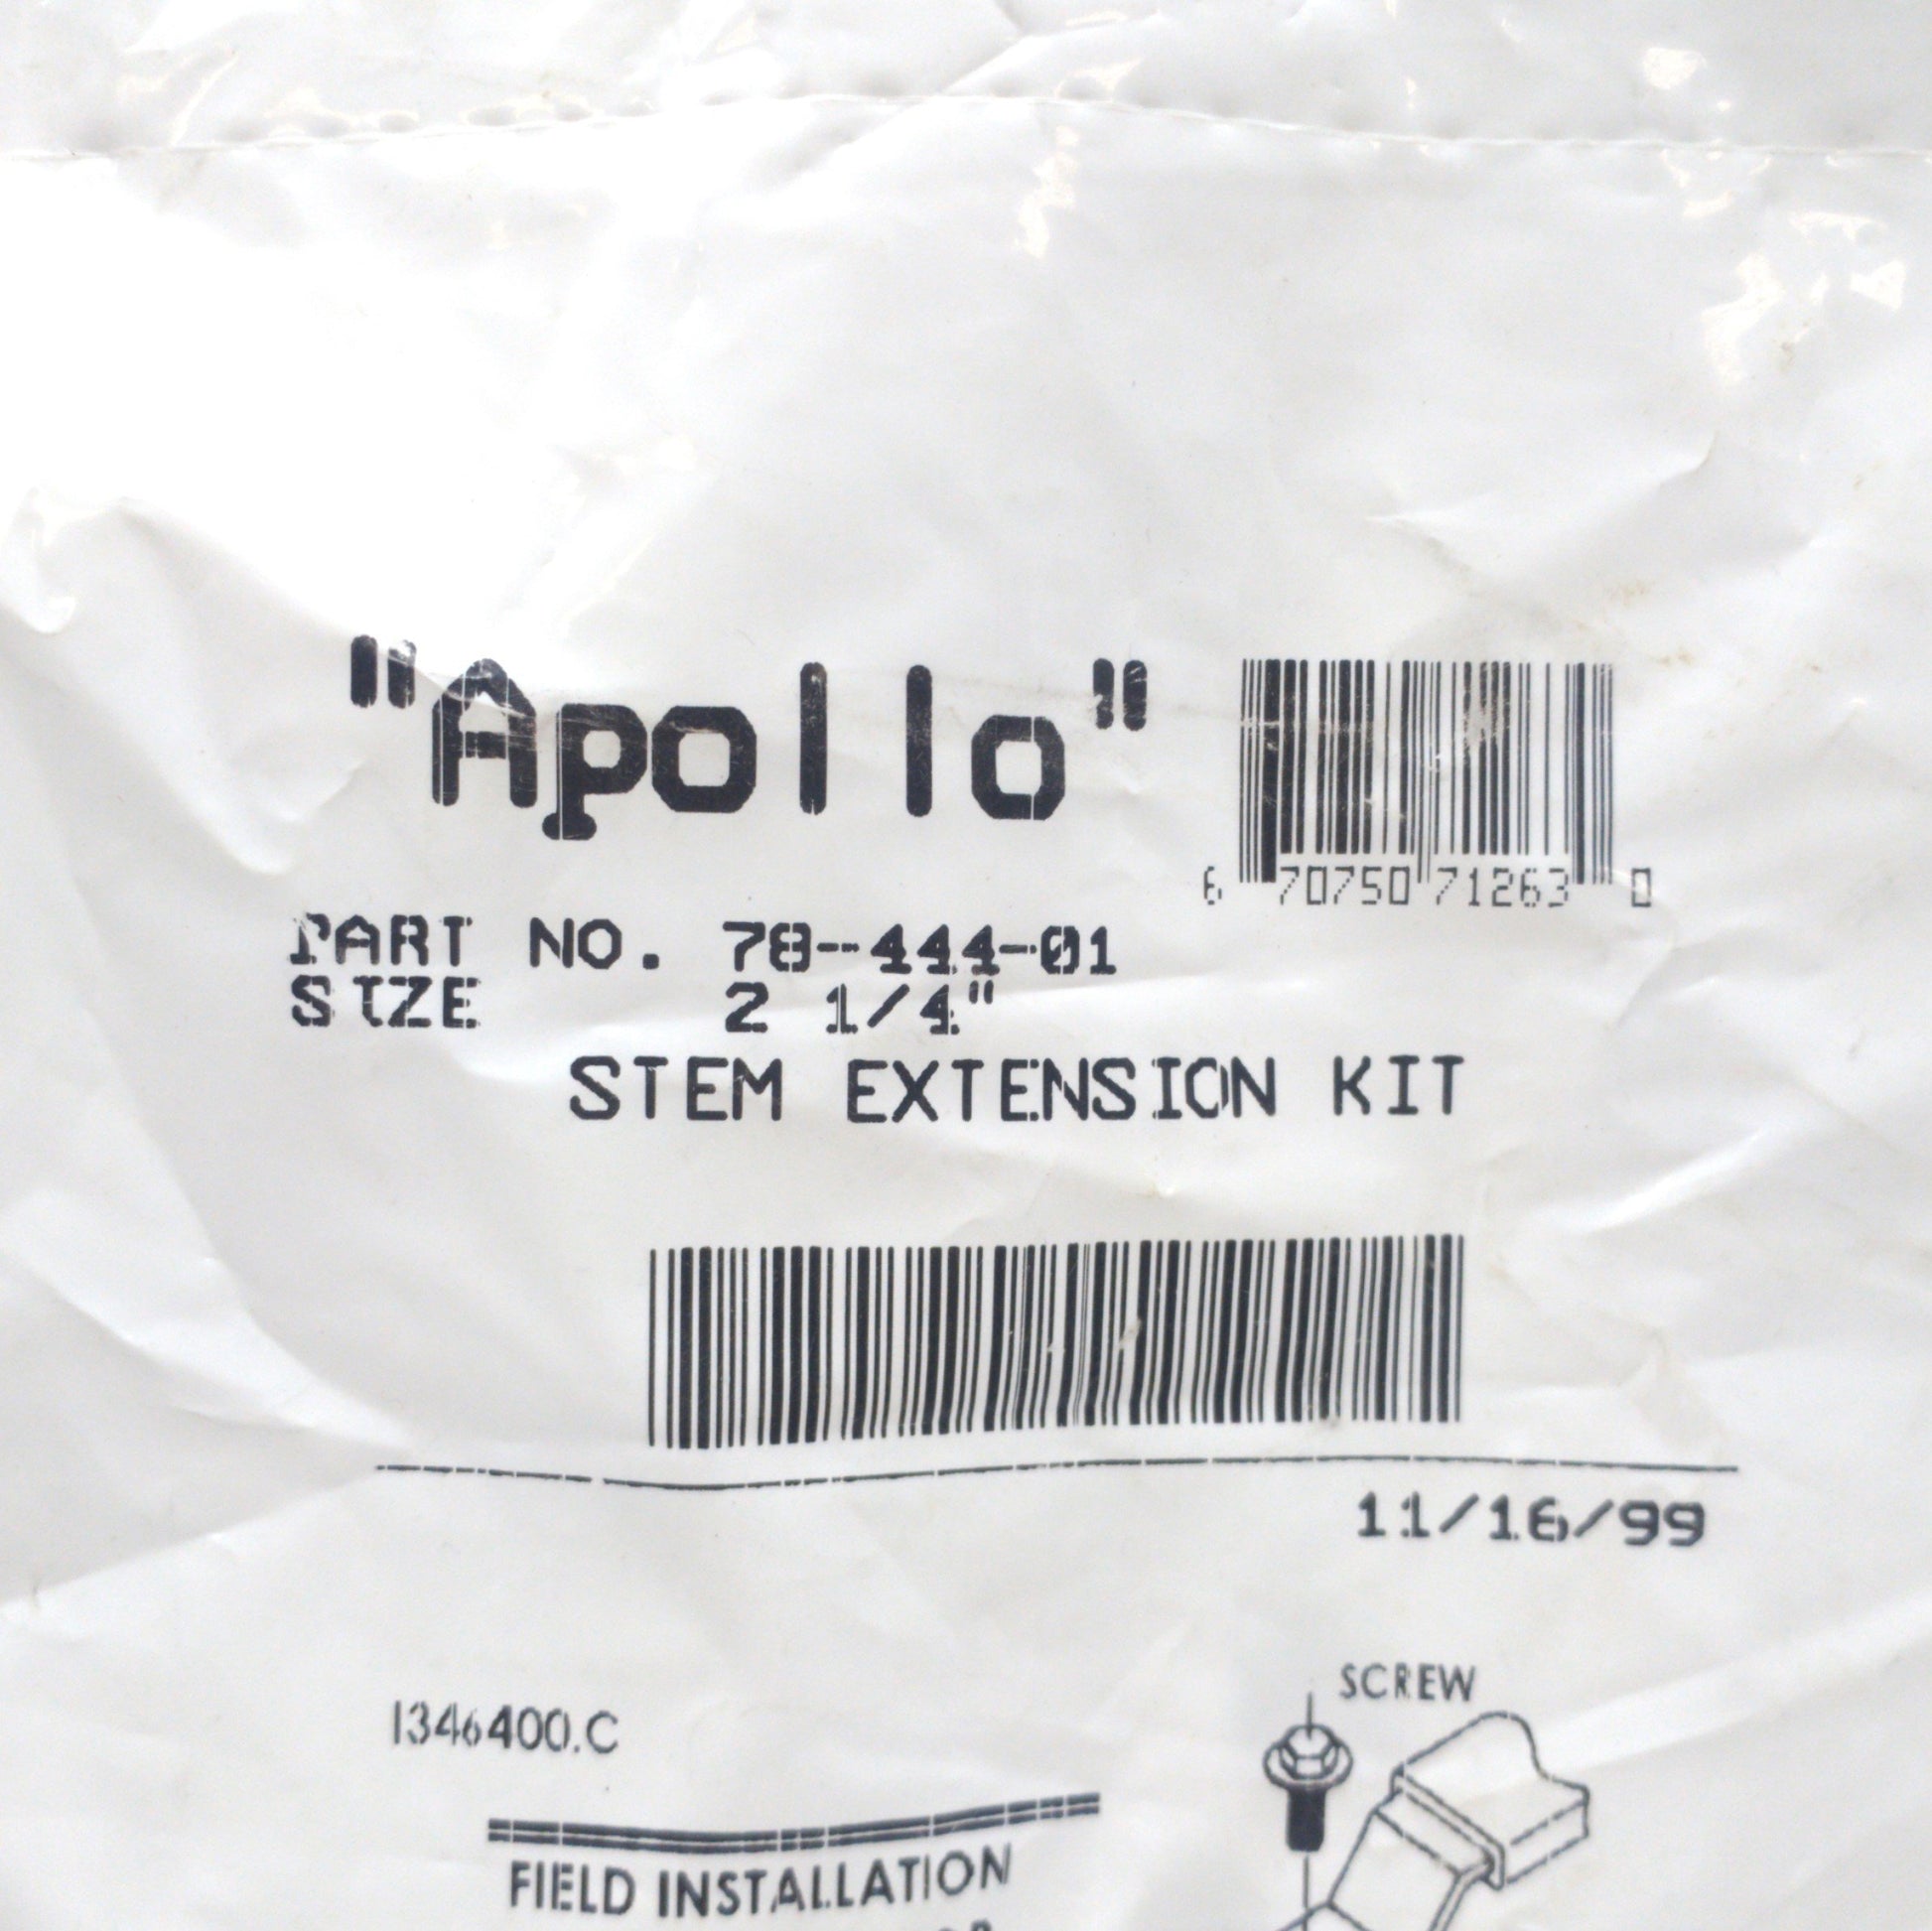 "Apollo"
6 70750 71263 0
PART NO. 78-444-01
SIZE 2 1/4"
STEM EXTENSION KIT
11/16/99
1346400.C
SCREW
FIELD INSTALLATION